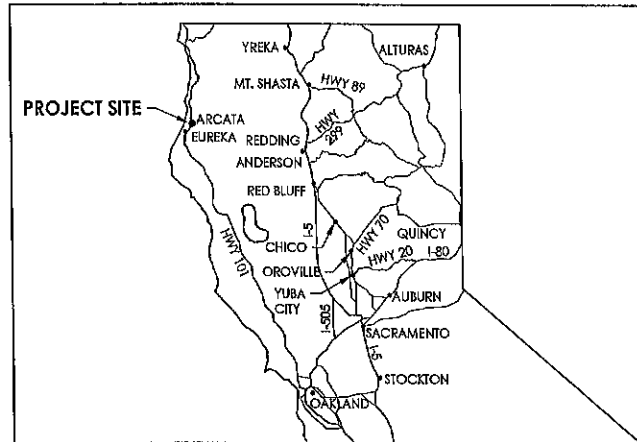 YREKA
ALTURAS
MT. SHASTA
HWY 89
PROJECT SITE
ARCATA
EUREKA
REDDING
HWY
299
ANDERSON
RED BLUFF
HWY 101
I-5
CHICO
HWY 70
QUINCY
OROVILLE
HWY 20
I-80
YUBA
CITY
AUBURN
I-505
SACRAMENTO
I-5
STOCKTON
OAKLAND